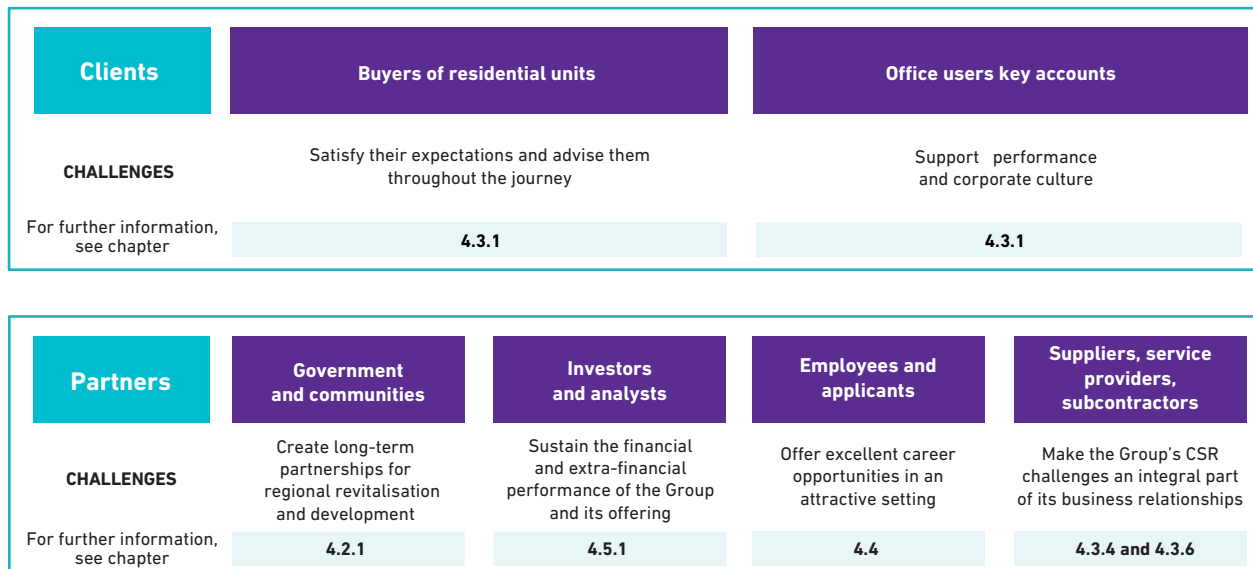 Clients
Buyers of residential units
Office users key accounts
CHALLENGES
Satisfy their expectations and advise them
throughout the journey
Support performance
and corporate culture
For further information,
see chapter
4.3.1
4.3.1
Partners
Government
and communities
Investors
and analysts
Employees and
applicants
Suppliers, service
providers,
subcontractors
CHALLENGES
Create long-term
partnerships for
regional revitalisation
and development
Sustain the financial
and extra-financial
performance of the Group
and its offering
Offer excellent career
opportunities in an
attractive setting
Make the Group's CSR
challenges an integral part
of its business relationships
For further information,
see chapter
4.2.1
4.5.1
4.4
4.3.4 and 4.3.6